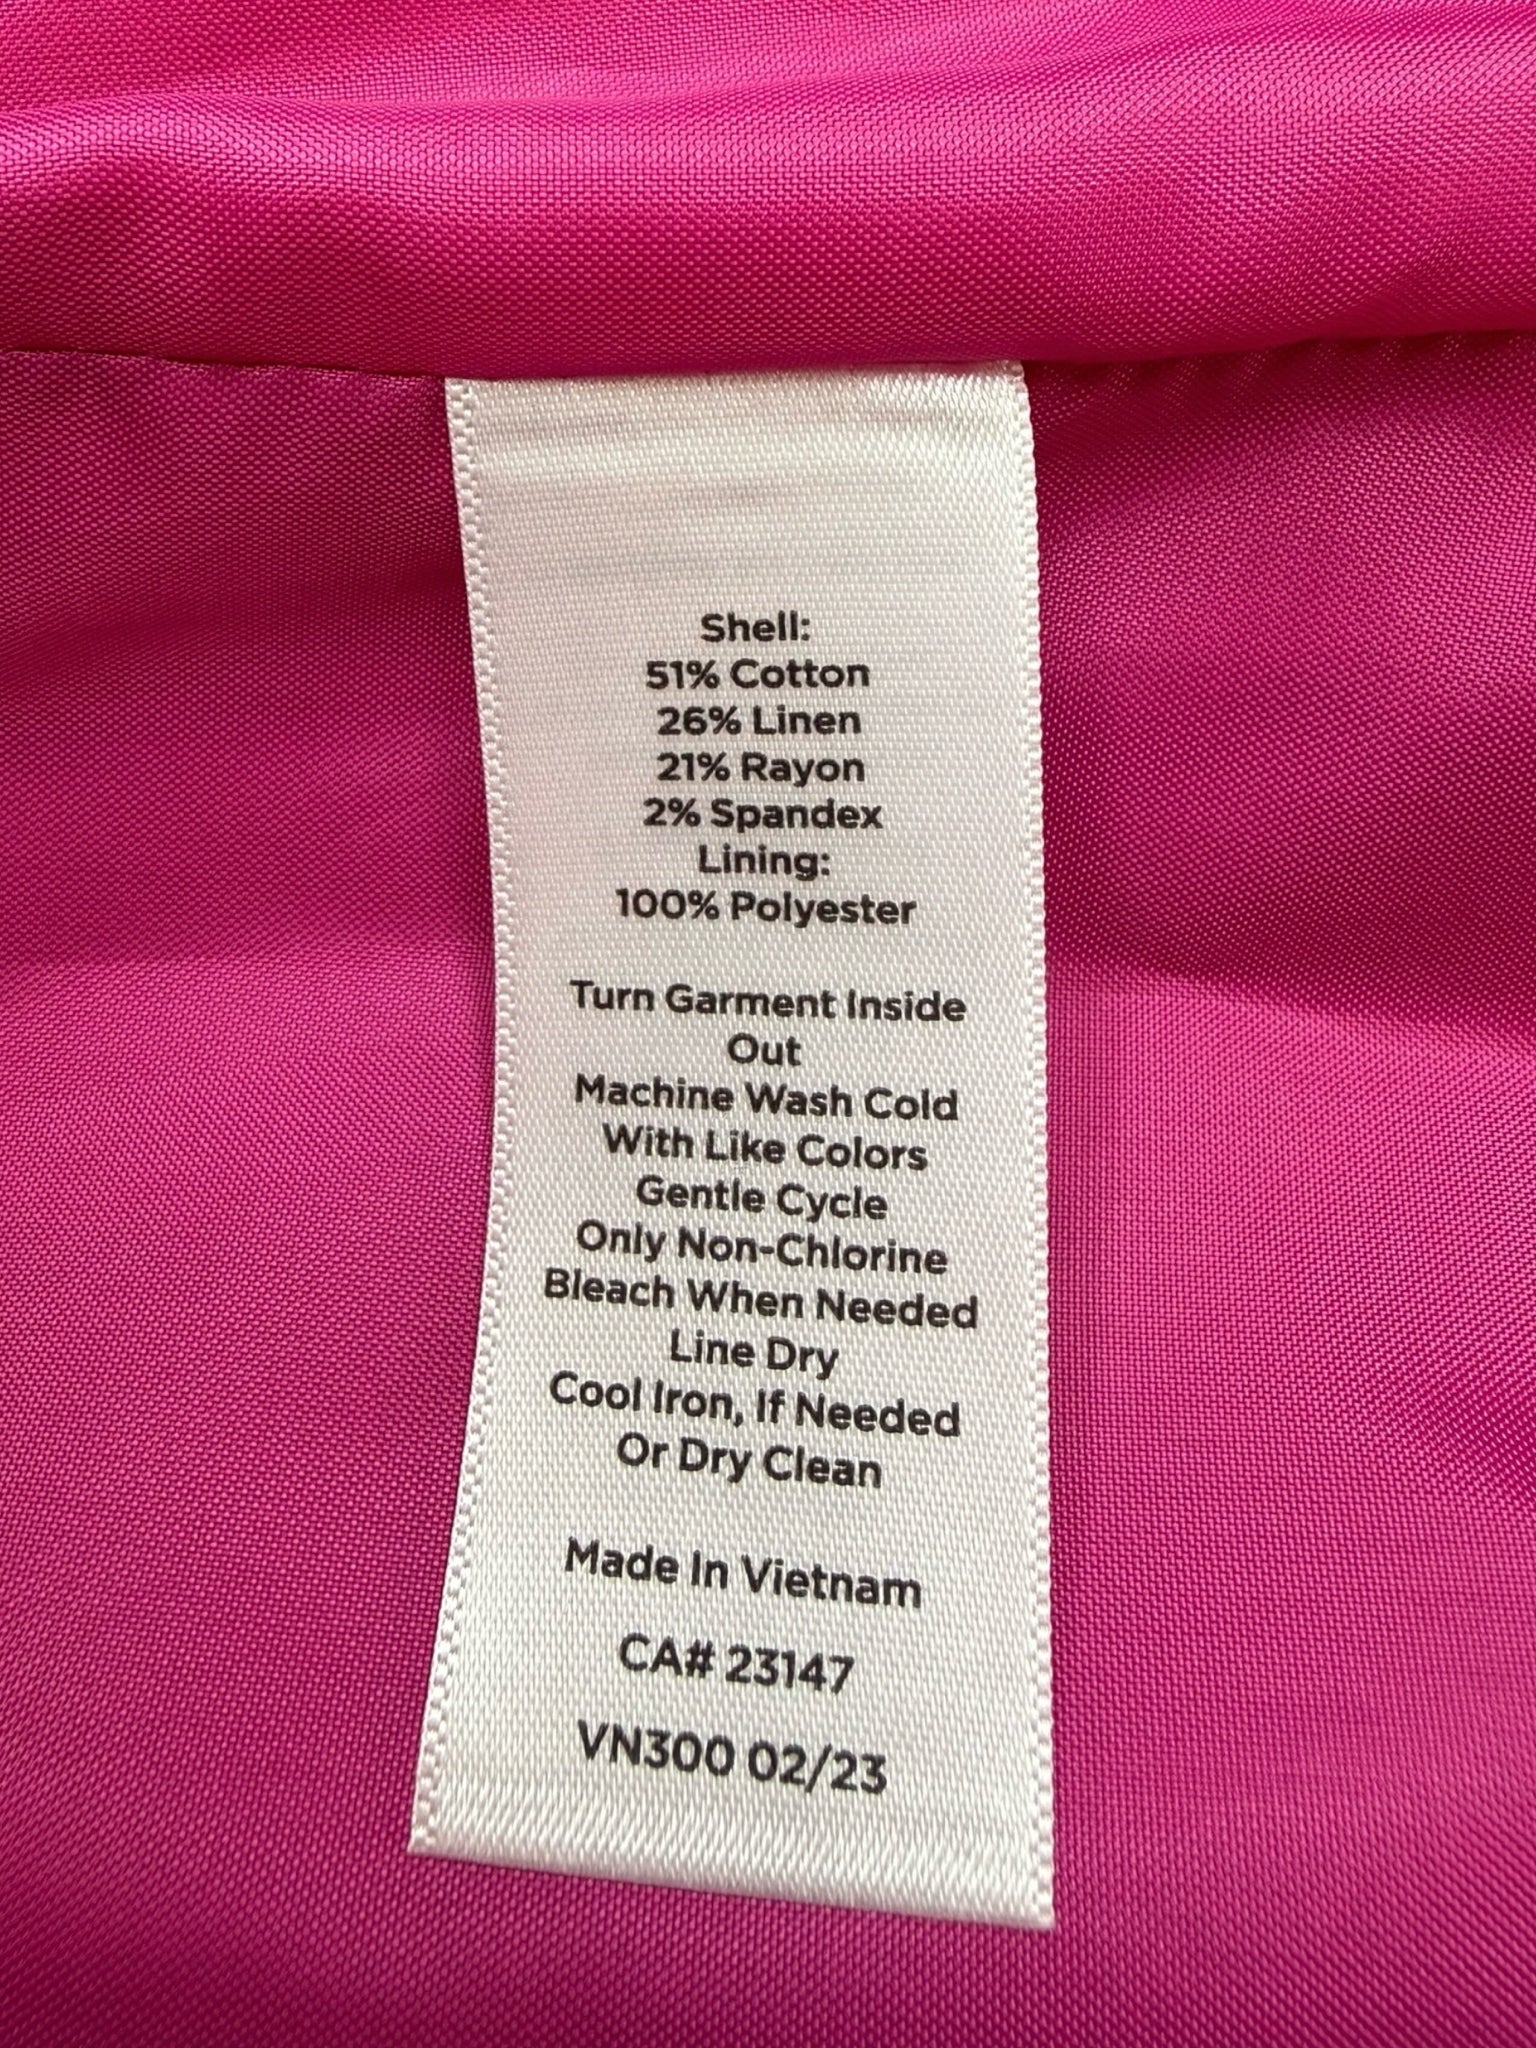 Shell:
51% Cotton
26% Linen
21% Rayon
2% Spandex
Lining:
100% Polyester
Turn Garment Inside
Out
Machine Wash Cold
With Like Colors
Gentle Cycle
Only Non-Chlorine
Bleach When Needed
Line Dry
Cool Iron, If Needed
Or Dry Clean
Made In Vietnam
CA# 23147
VN300 02/23